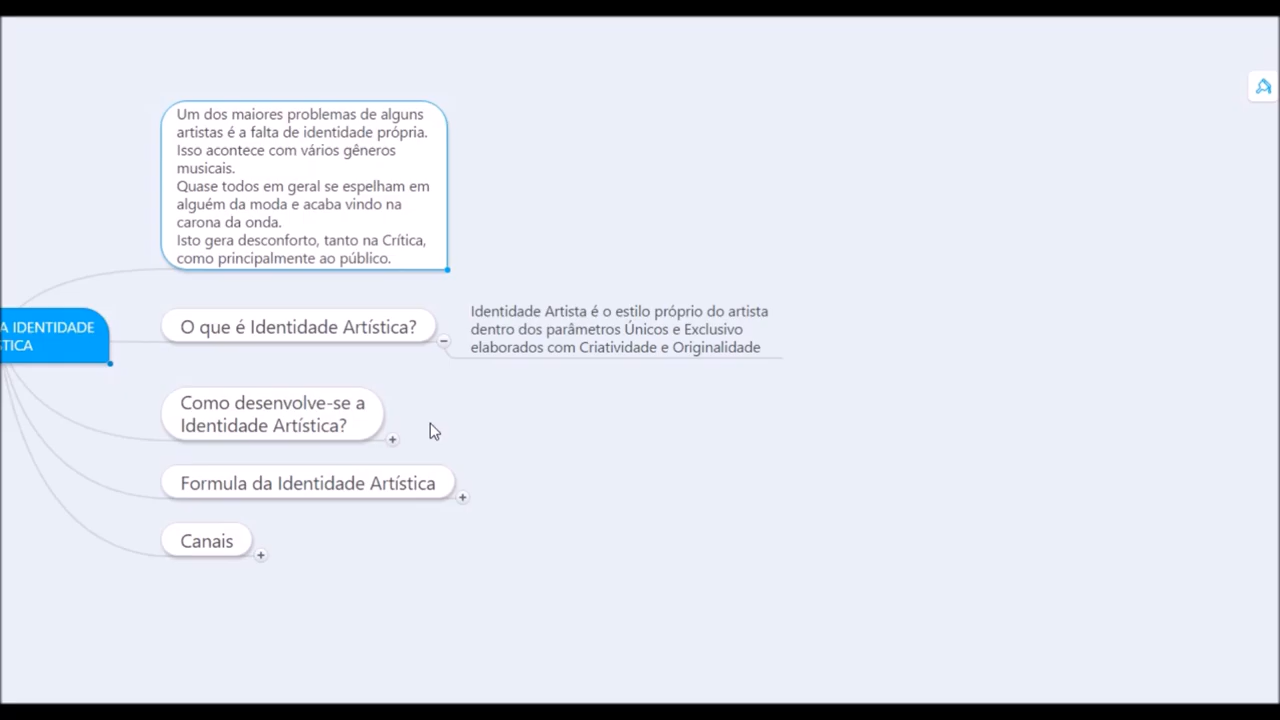 Um dos maiores problemas de alguns
artistas é a falta de identidade própria.
Isso acontece com vários gêneros
musicais.
Quase todos em geral se espelham em
alguém da moda e acaba vindo na
carona da onda.
Isto gera desconforto, tanto na Crítica,
como principalmente ao público.
A IDENTIDADE
STICA
O que é Identidade Artística?
Identidade Artista é o estilo próprio do artista
dentro dos parâmetros Únicos e Exclusivo
elaborados com Criatividade e Originalidade
Como desenvolve-se a
Identidade Artística?
Formula da Identidade Artística
Canais